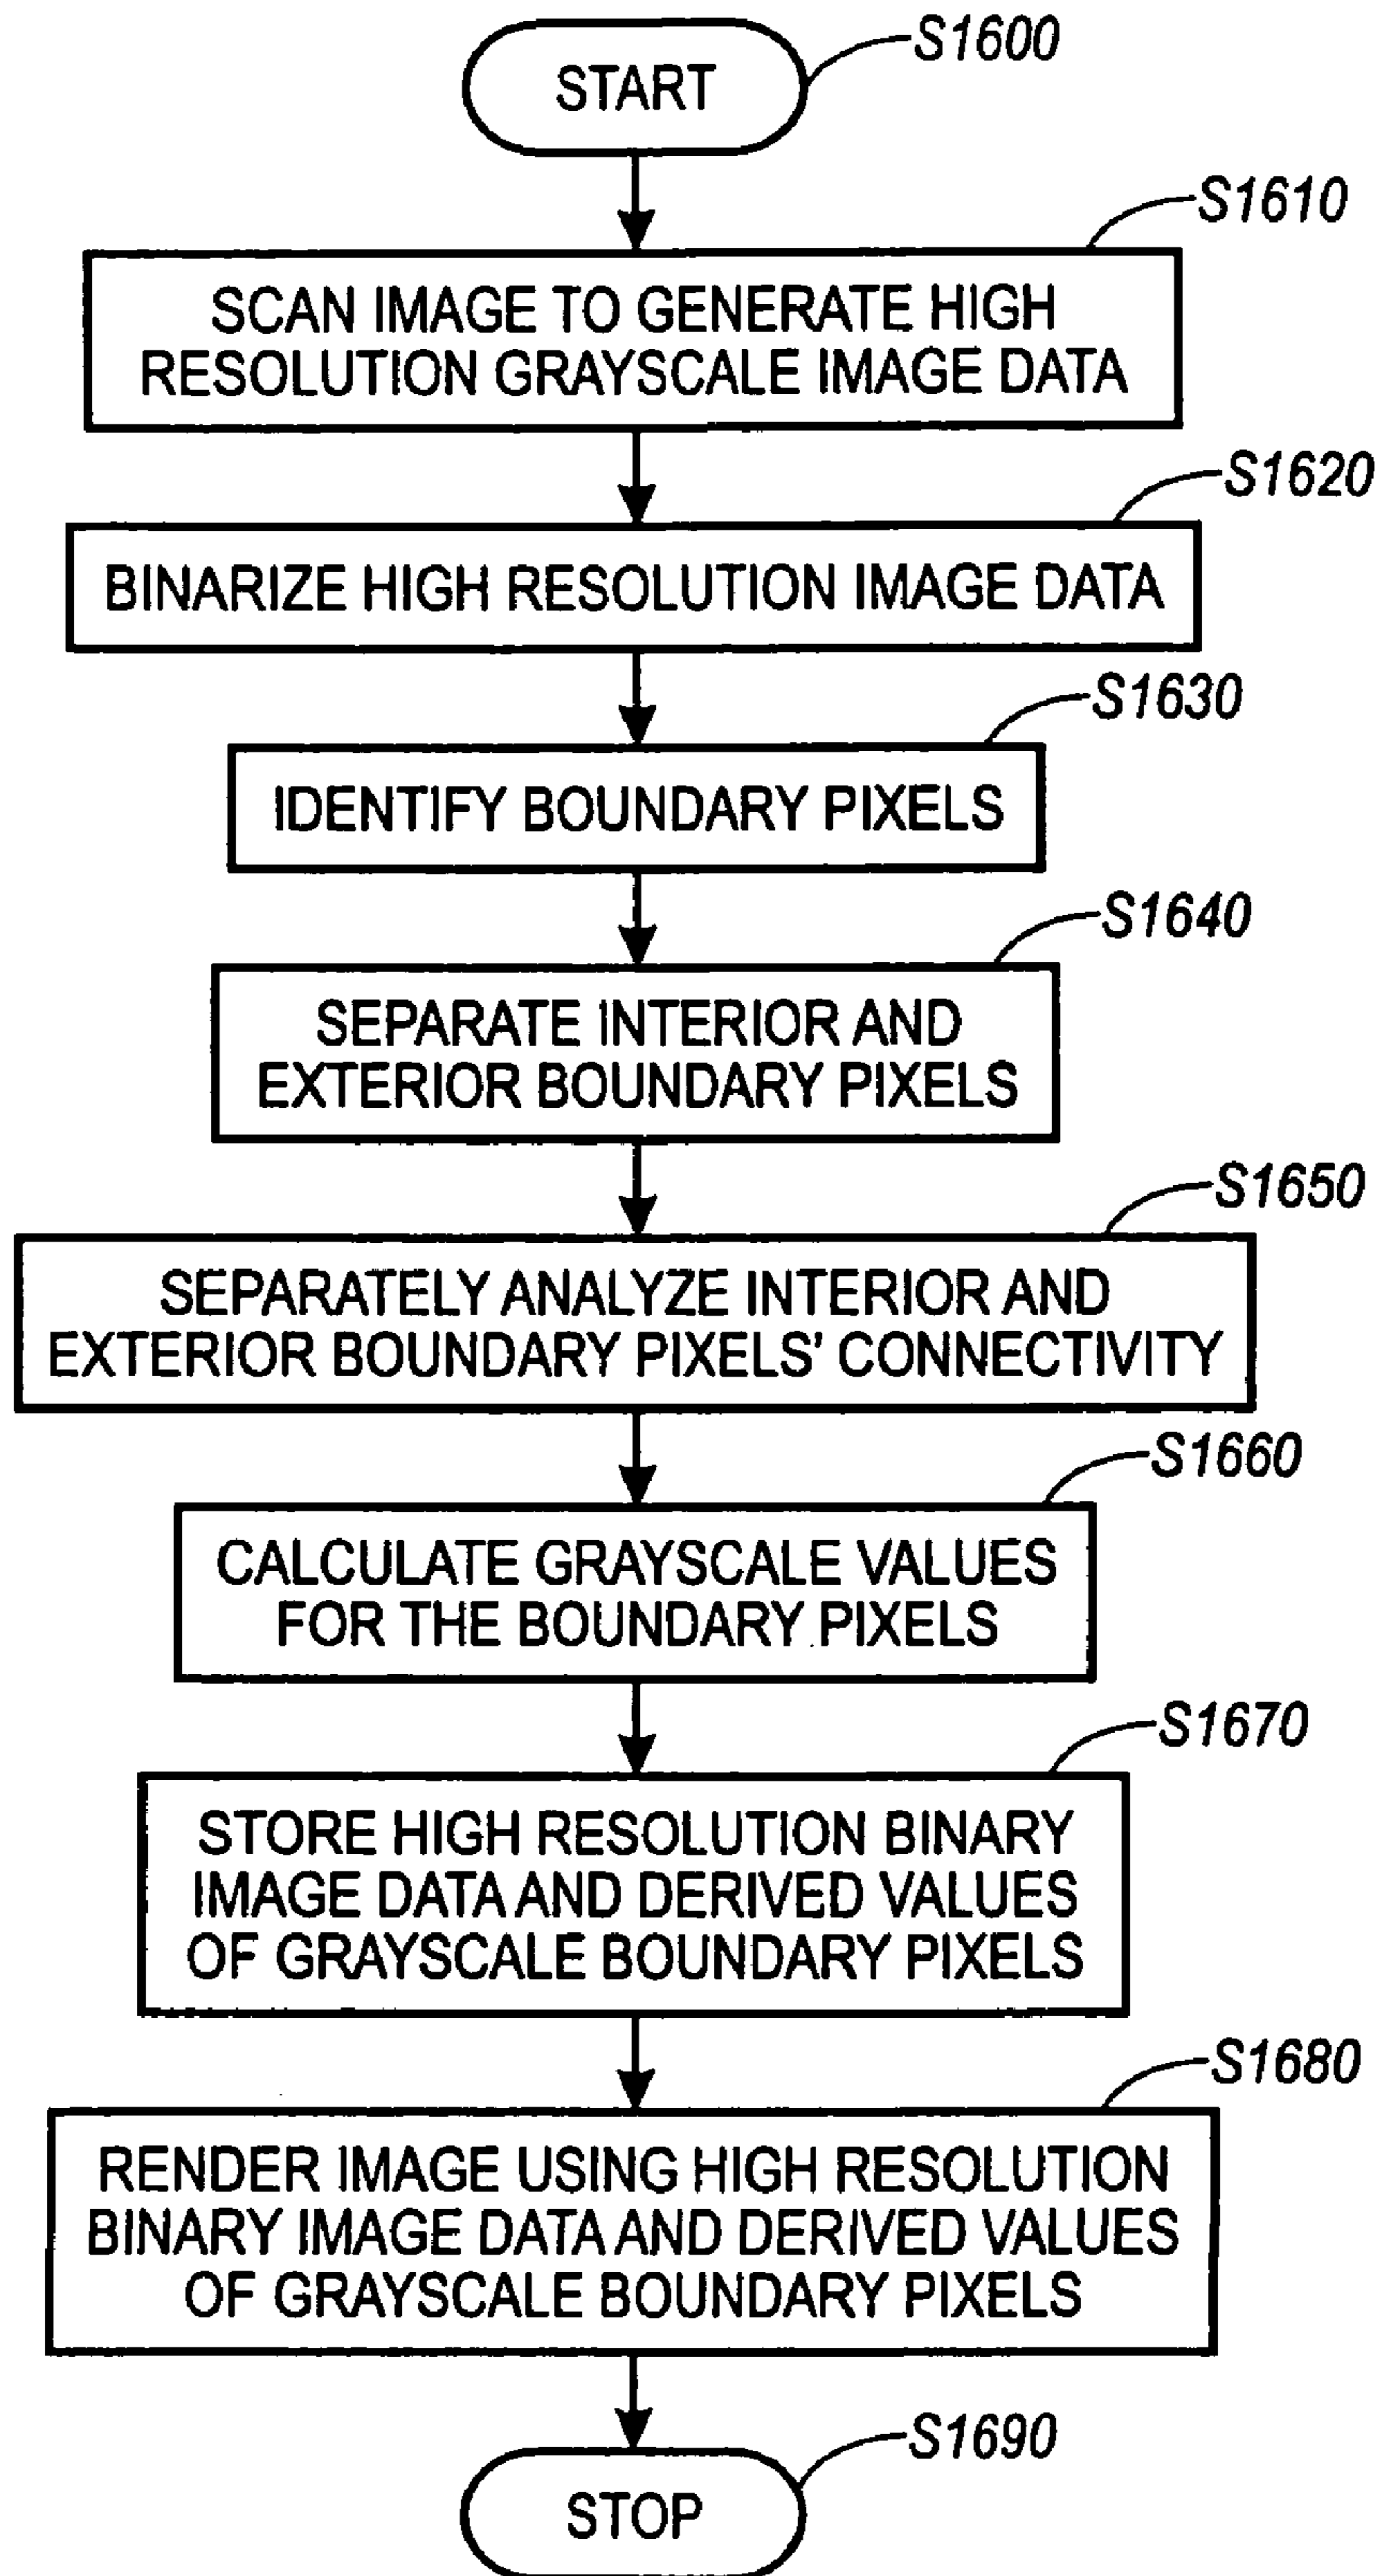 S1600
START
S1610
SCAN IMAGE TO GENERATE HIGH
RESOLUTION GRAYSCALE IMAGE DATA
S1620
BINARIZE HIGH RESOLUTION IMAGE DATA
S1630
IDENTIFY BOUNDARY PIXELS
S1640
SEPARATE INTERIOR AND
EXTERIOR BOUNDARY PIXELS
S1650
SEPARATELY ANALYZE INTERIOR AND
EXTERIOR BOUNDARY PIXELS' CONNECTIVITY
S1660
CALCULATE GRAYSCALE VALUES
FOR THE BOUNDARY PIXELS
S1670
STORE HIGH RESOLUTION BINARY
IMAGE DATA AND DERIVED VALUES
OF GRAYSCALE BOUNDARY PIXELS
S1680
RENDER IMAGE USING HIGH RESOLUTION
BINARY IMAGE DATA AND DERIVED VALUES
OF GRAYSCALE BOUNDARY PIXELS
S1690
STOP